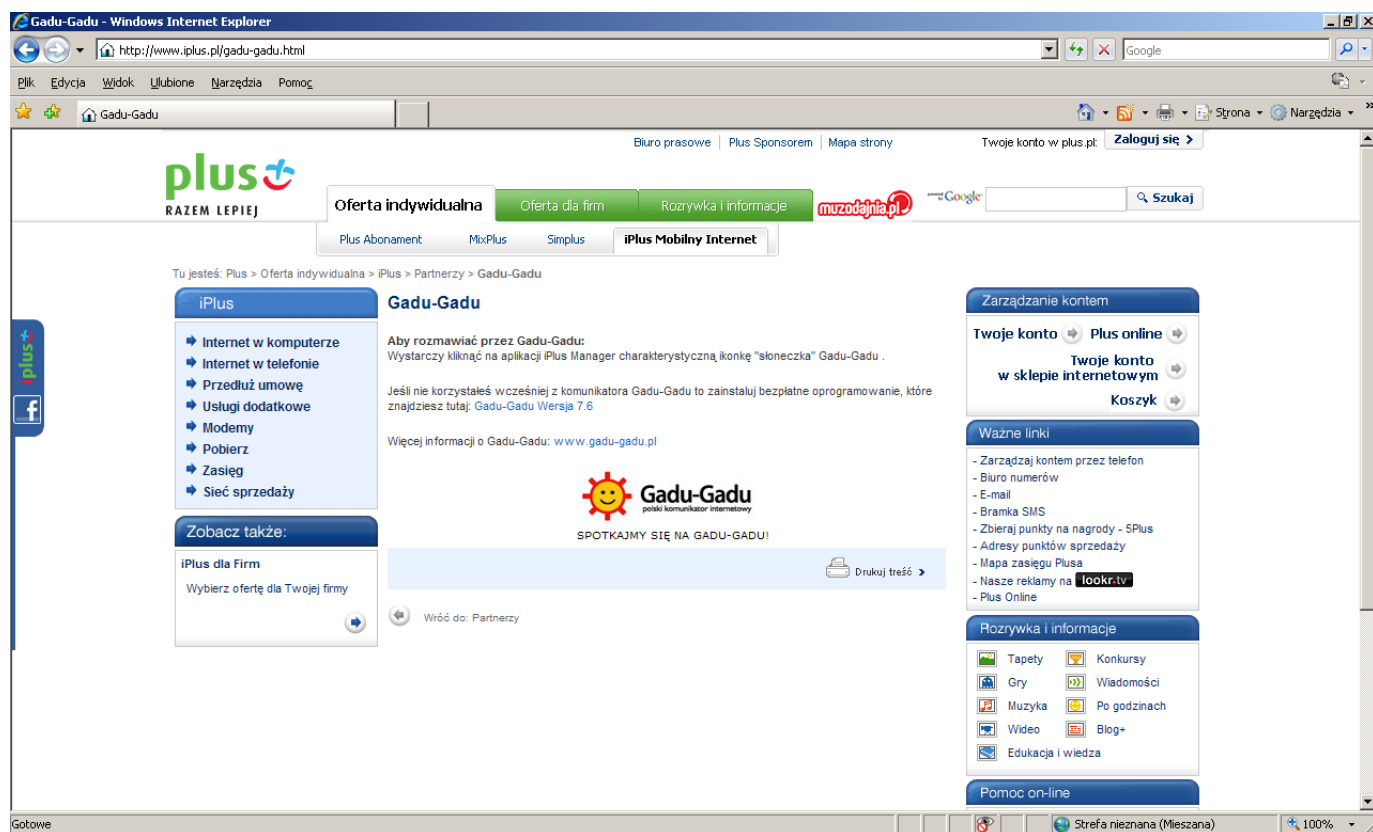 Gadu-Gadu - Windows Internet Explorer
http://www.iplus.pl/gadu-gadu.html
Google
Plik Edycja Widok Ulubione Narzędzia Pomoc
Gadu-Gadu
Strona Narzędzia
Biuro prasowe | Plus Sponsorem | Mapa strony
Twoje konto w plus.pl: Zaloguj się
plus
RAZEM LEPIEJ
Oferta indywidualna
Oferta dla firm
Rozrywka i informacje
muzodajnia.pl
Google
Szukaj
Plus Abonament MixPlus Simplus iPlus Mobilny Internet
Tu jesteś: Plus > Oferta indywidualna > iPlus > Partnerzy > Gadu-Gadu
iplus
f
iPlus
Internet w komputerze
Internet w telefonie
Przedłuż umowę
Usługi dodatkowe
Modemy
Pobierz
Zasięg
Sieć sprzedaży
Zobacz także:
iPlus dla Firm
Wybierz ofertę dla Twojej firmy
Gadu-Gadu
Aby rozmawiać przez Gadu-Gadu:
Wystarczy kliknąć na aplikacji iPlus Manager charakterystyczną ikonkę "słoneczka" Gadu-Gadu .
Jeśli nie korzystałeś wcześniej z komunikatora Gadu-Gadu to zainstaluj bezpłatne oprogramowanie, które
znajdziesz tutaj: Gadu-Gadu Wersja 7.6
Więcej informacji o Gadu-Gadu: www.gadu-gadu.pl
Gadu-Gadu
polski komunikator internetowy
SPOTKAJMY SIĘ NA GADU-GADU!
Drukuj treść
Wróć do: Partnerzy
Zarządzanie kontem
Twoje konto Plus online
Twoje konto
w sklepie internetowym
Koszyk
Ważne linki
- Zarządzaj kontem przez telefon
- Biuro numerów
- E-mail
- Bramka SMS
- Zbieraj punkty na nagrody - 5Plus
- Adresy punktów sprzedaży
- Mapa zasięgu Plusa
- Nasze reklamy na lookr.tv
- Plus Online
Rozrywka i informacje
Tapety Konkursy
Gry Wiadomości
Muzyka Po godzinach
Wideo Blog+
Edukacja i wiedza
Pomoc on-line
Gotowe
Strefa nieznana (Mieszana)
100%